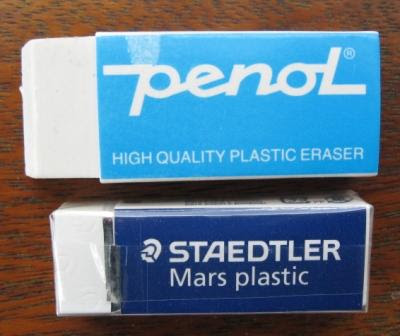 penol®
HIGH QUALITY PLASTIC ERASER
STAEDTLER
Mars plastic